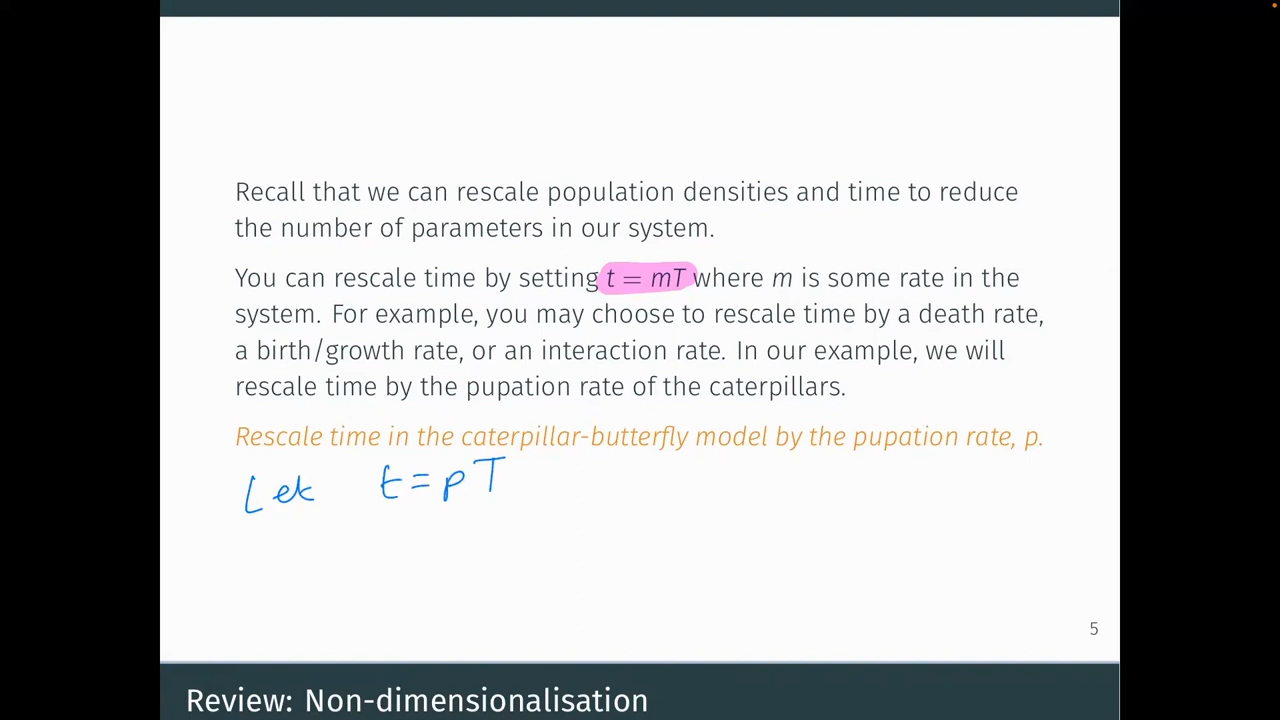 Recall that we can rescale population densities and time to reduce
the number of parameters in our system.
You can rescale time by setting t = mT where m is some rate in the
system. For example, you may choose to rescale time by a death rate,
a birth/growth rate, or an interaction rate. In our example, we will
rescale time by the pupation rate of the caterpillars.
Rescale time in the caterpillar-butterfly model by the pupation rate, p.
Let t = pT
5
Review: Non-dimensionalisation